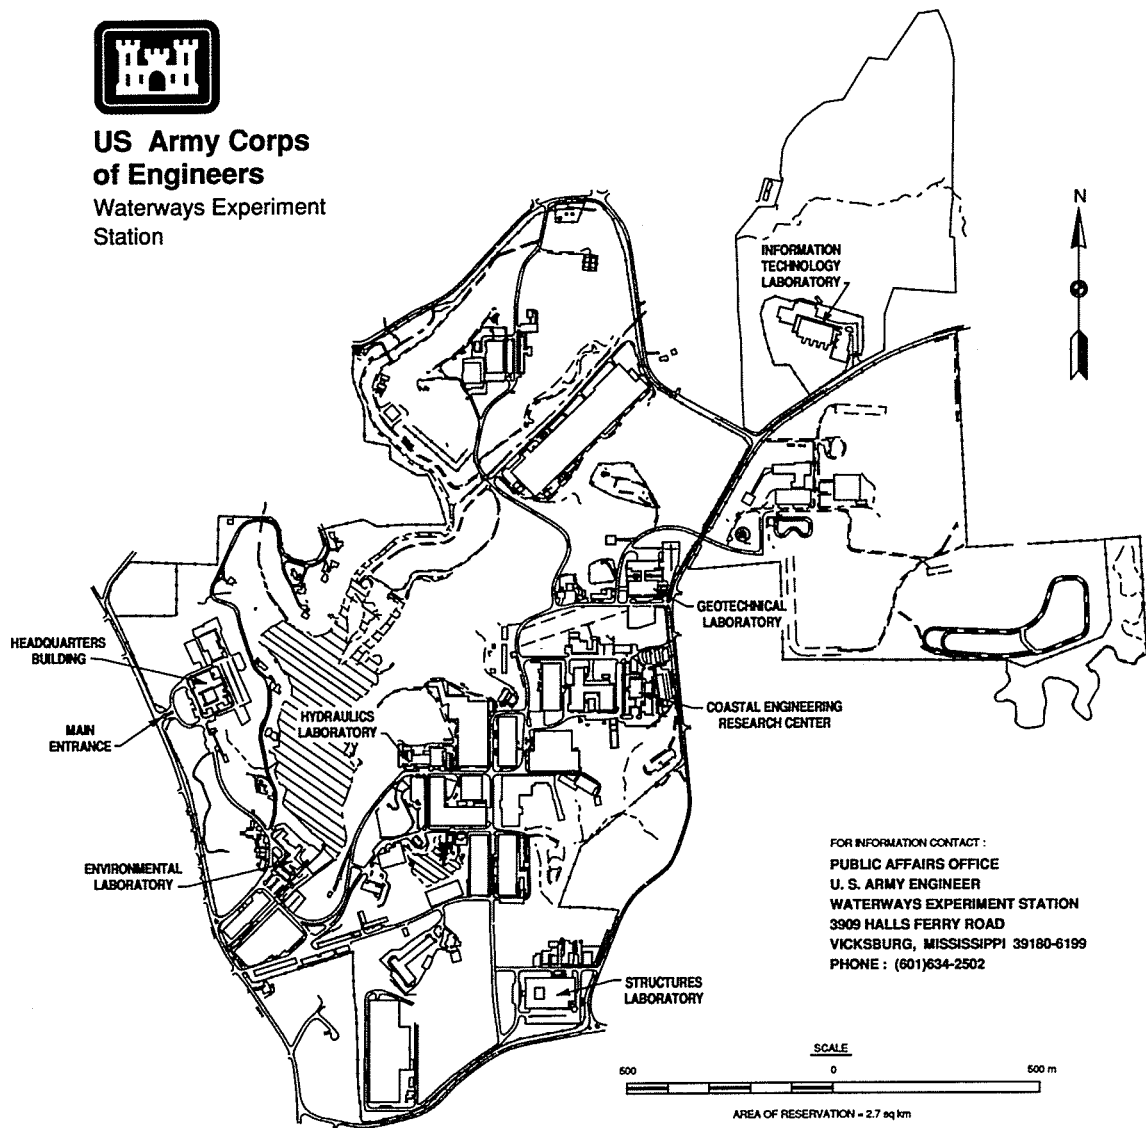 US Army Corps
of Engineers
Waterways Experiment
Station
N
INFORMATION
TECHNOLOGY
LABORATORY
GEOTECHNICAL
LABORATORY
HEADQUARTERS
BUILDING
MAIN
ENTRANCE
HYDRAULICS
LABORATORY
COASTAL ENGINEERING
RESEARCH CENTER
ENVIRONMENTAL
LABORATORY
STRUCTURES
LABORATORY
FOR INFORMATION CONTACT :
PUBLIC AFFAIRS OFFICE
U. S. ARMY ENGINEER
WATERWAYS EXPERIMENT STATION
3909 HALLS FERRY ROAD
VICKSBURG, MISSISSIPPI 39180-6199
PHONE : (601)634-2502
SCALE
500 0 500 m
AREA OF RESERVATION = 2.7 sq km